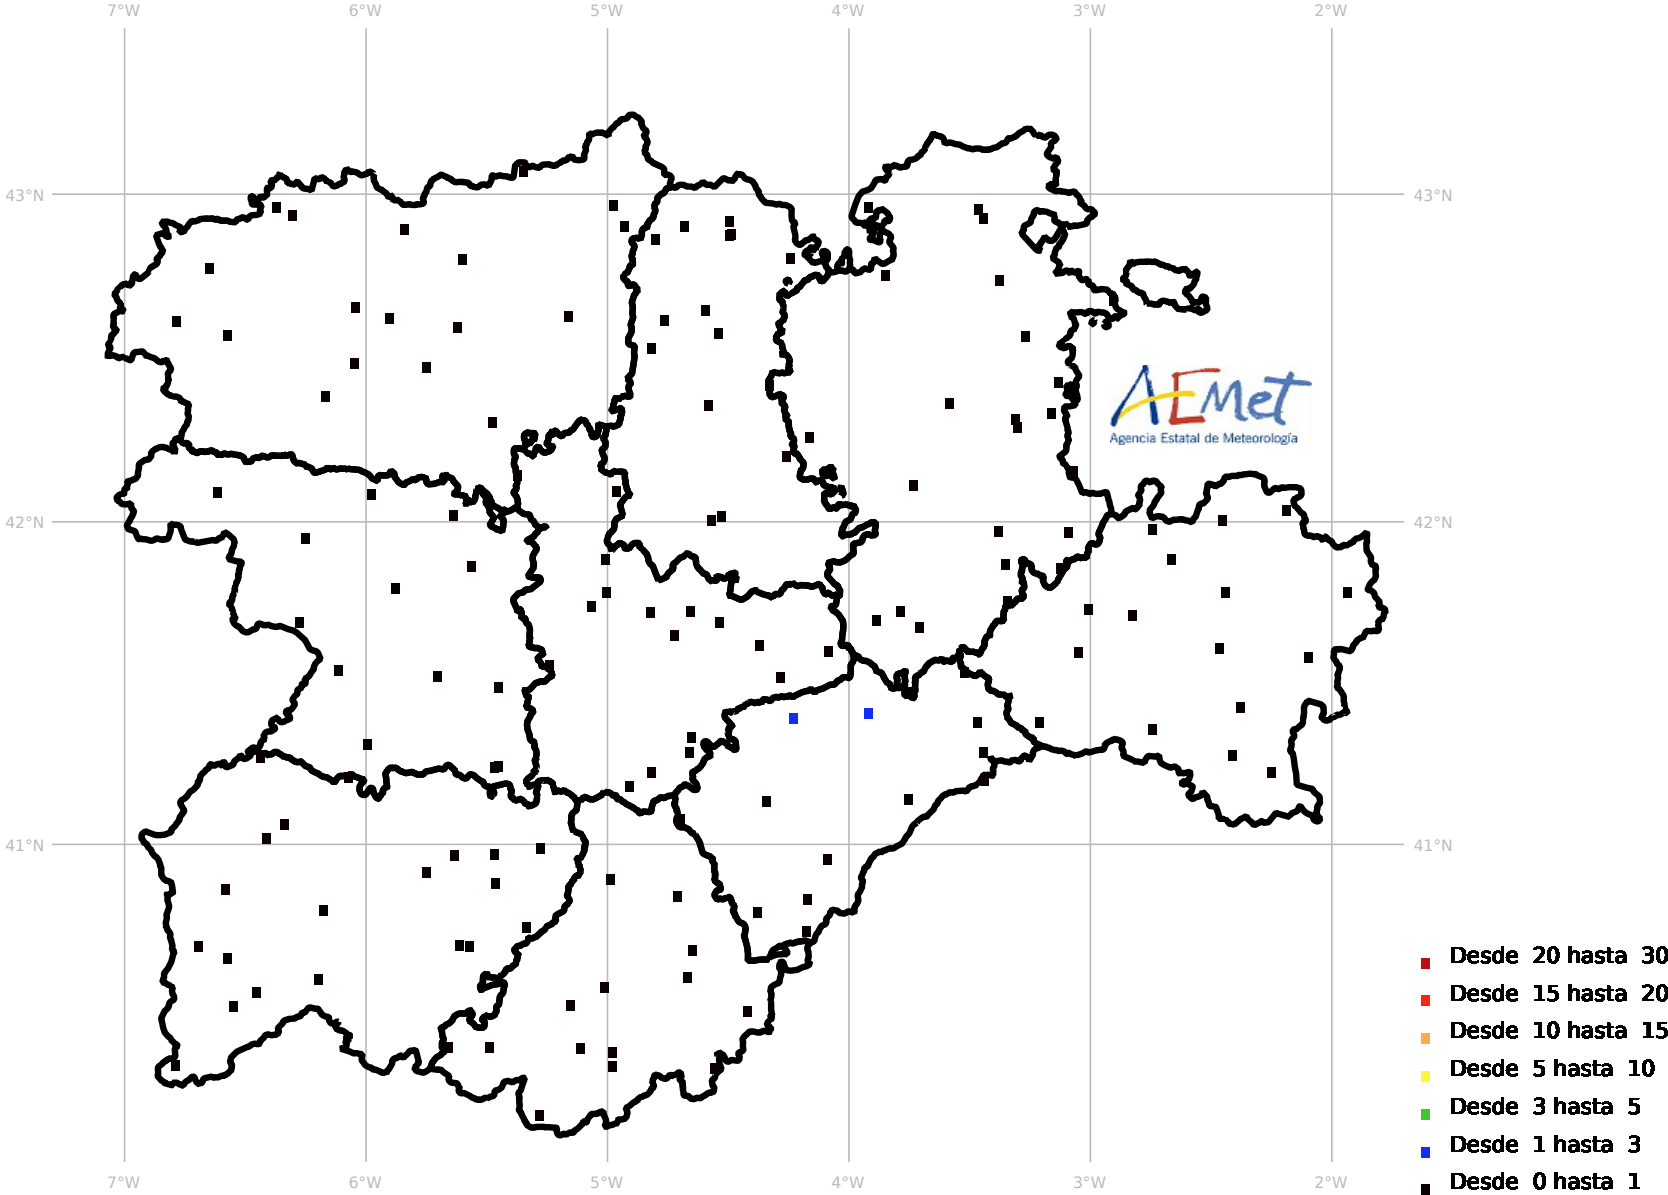 7°W 6°W 5°W 4°W 3°W 2°W
43°N 43°N
AEMet
Agencia Estatal de Meteorología
42°N 42°N
41°N 41°N
Desde 20 hasta 30
Desde 15 hasta 20
Desde 10 hasta 15
Desde 5 hasta 10
Desde 3 hasta 5
Desde 1 hasta 3
Desde 0 hasta 1
7°W 6°W 5°W 4°W 3°W 2°W